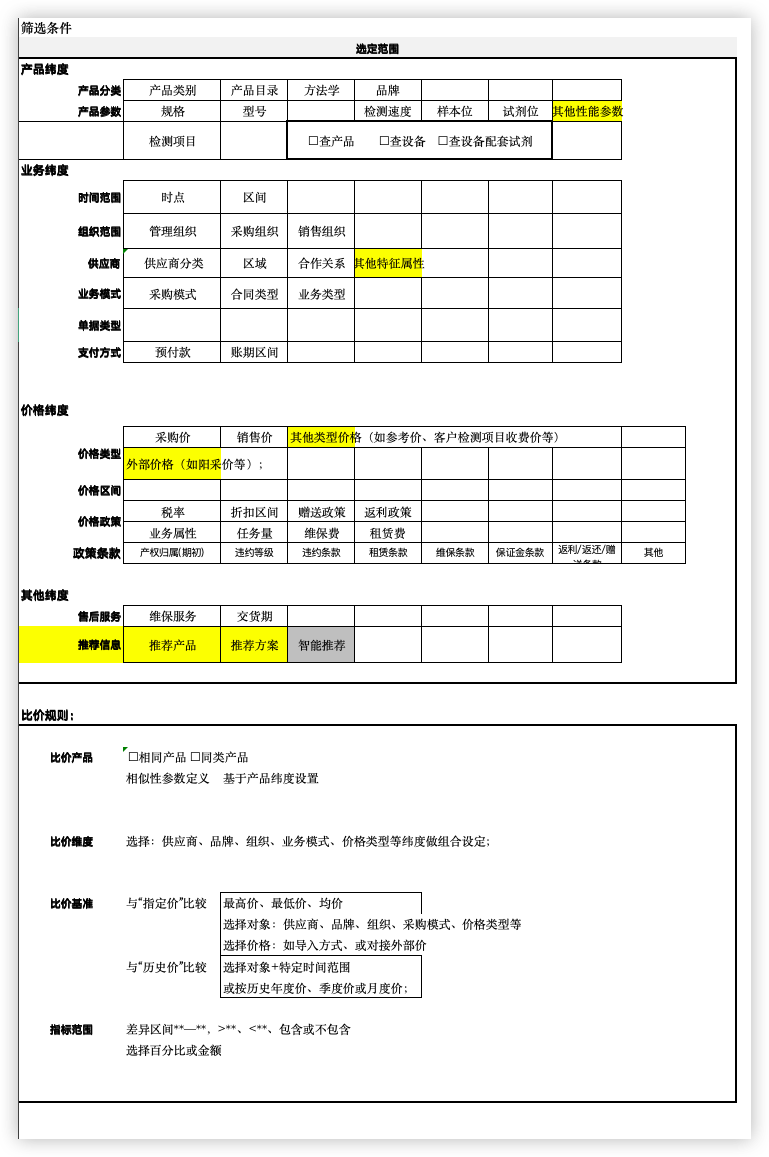 筛选条件
选定范围
产品纬度
产品分类 产品类别 产品目录 方法学 品牌
产品参数 规格 型号 检测速度 样本位 试剂位 其他性能参数
检测项目 □查产品 □查设备 □查设备配套试剂
业务纬度
时间范围 时点 区间
组织范围 管理组织 采购组织 销售组织
供应商 供应商分类 区域 合作关系 其他特征属性
业务模式 采购模式 合同类型 业务类型
单据类型
支付方式 预付款 账期区间
价格纬度
价格类型 采购价 销售价 其他类型价格（如参考价、客户检测项目收费价等）
外部价格（如阳采价等）；
价格区间
价格政策 税率 折扣区间 赠送政策 返利政策
业务属性 任务量 维保费 租赁费
政策条款 产权归属(期初) 违约等级 违约条款 租赁条款 维保条款 保证金条款 返利/返还/赠送条款 其他
其他纬度
售后服务 维保服务 交货期
推荐信息 推荐产品 推荐方案 智能推荐
比价规则：
比价产品 □相同产品 □同类产品
相似性参数定义 基于产品纬度设置
比价维度 选择：供应商、品牌、组织、业务模式、价格类型等纬度做组合设定；
比价基准 与“指定价”比较 最高价、最低价、均价
选择对象：供应商、品牌、组织、采购模式、价格类型等
选择价格：如导入方式、或对接外部价
与“历史价”比较 选择对象+特定时间范围
或按历史年度价、季度价或月度价；
指标范围 差异区间**—**，>**、<**、包含或不包含
选择百分比或金额